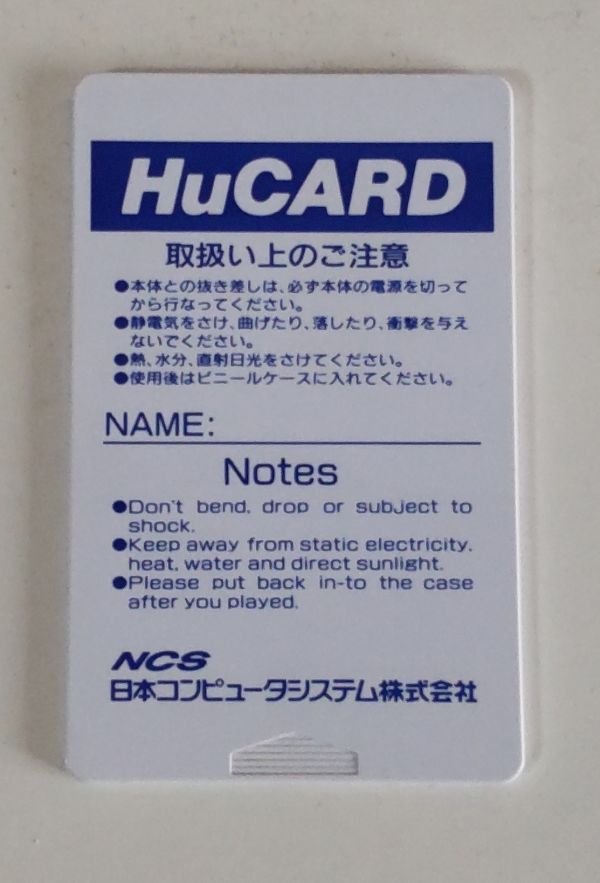 HuCARD
取扱い上のご注意
●本体との抜き差しは、必ず本体の電源を切って
から行なってください。
●静電気をさけ、曲げたり、落したり、衝撃を与え
ないでください。
●熱、水分、直射日光をさけてください。
●使用後はビニールケースに入れてください。
NAME:
Notes
●Don't bend, drop or subject to
shock.
●Keep away from static electricity,
heat, water and direct sunlight.
●Please put back in-to the case
after you played.
NCS
日本コンピュータシステム株式会社